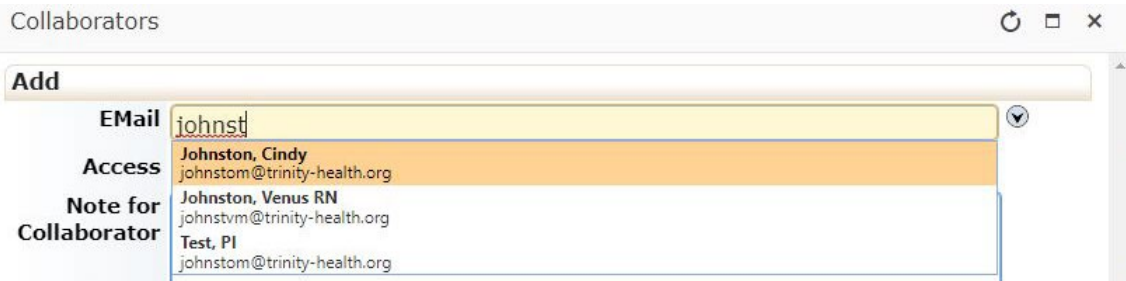 Collaborators
Add
EMail johnst
Johnston, Cindy
johnstom@trinity-health.org
Access
Johnston, Venus RN
johnstvm@trinity-health.org
Note for
Collaborator
Test, PI
johnstom@trinity-health.org